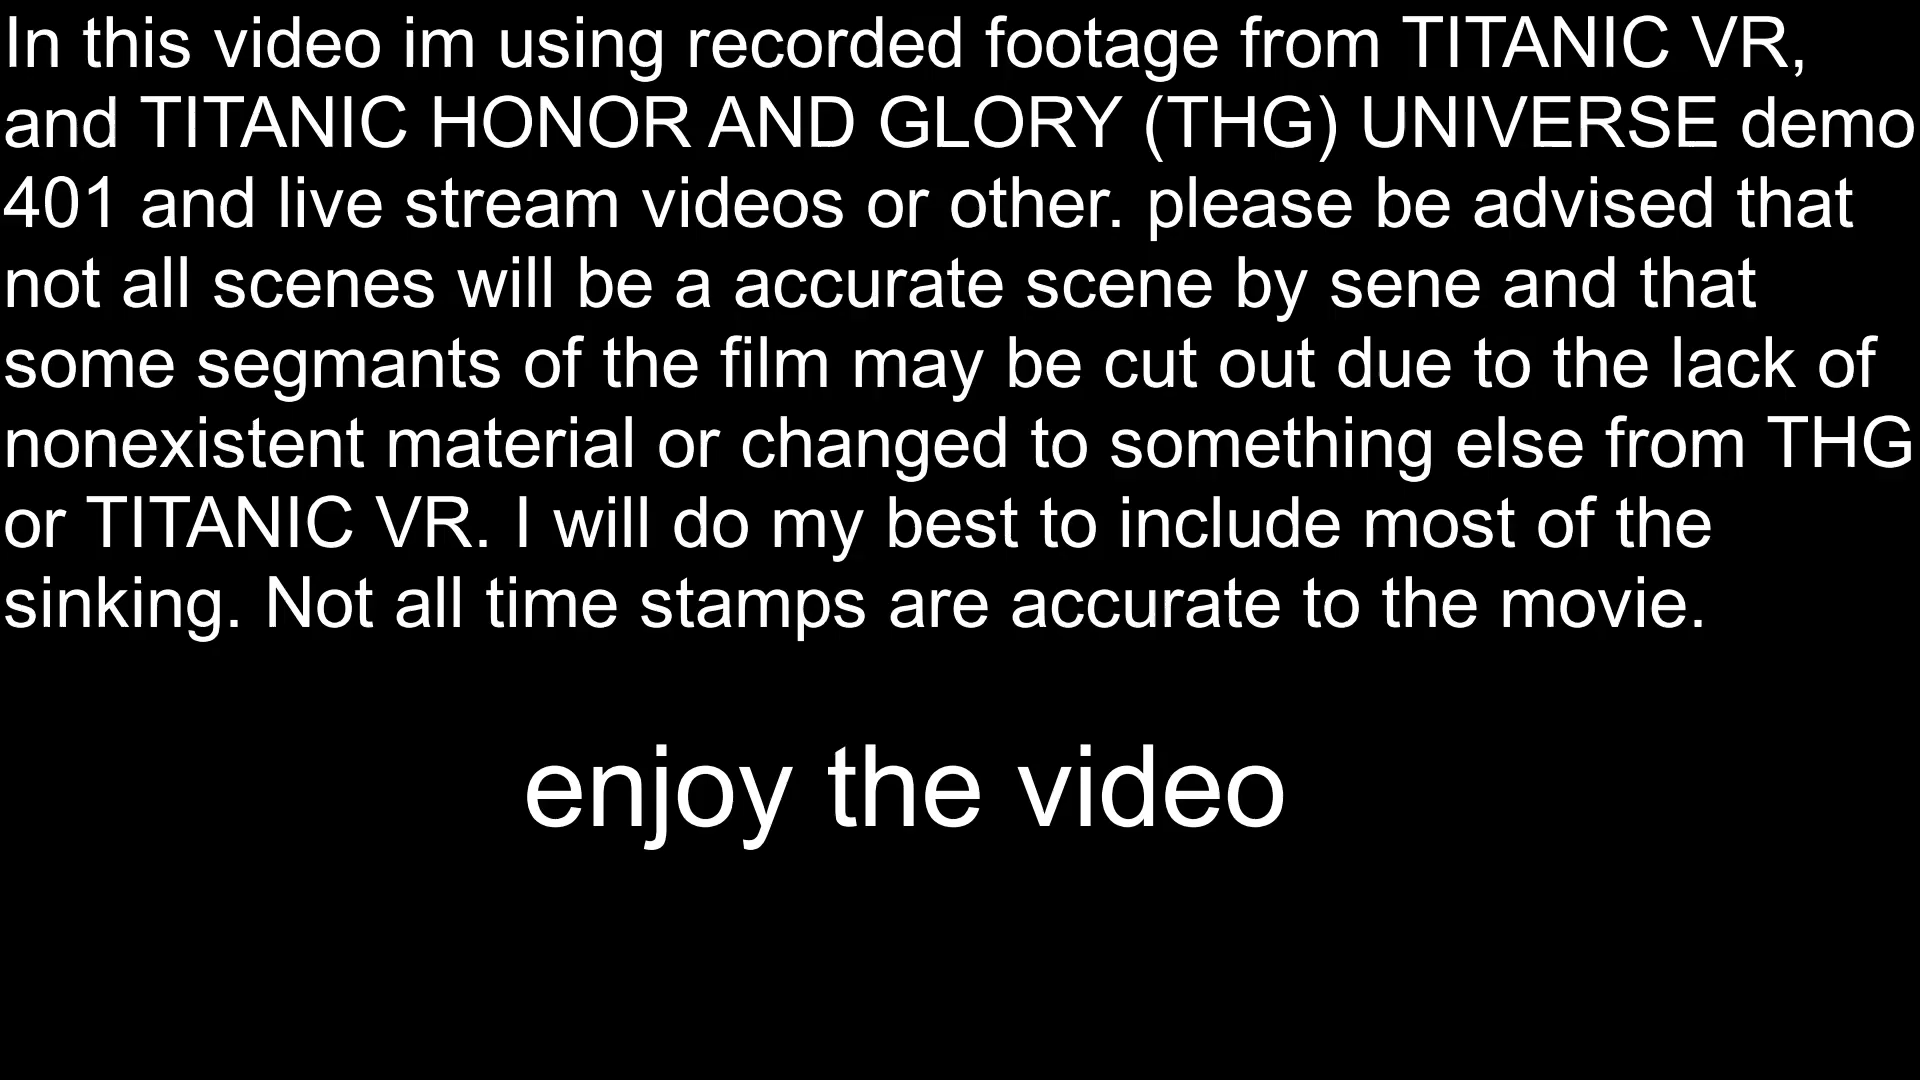 In this video im using recorded footage from TITANIC VR,
and TITANIC HONOR AND GLORY (THG) UNIVERSE demo
401 and live stream videos or other. please be advised that
not all scenes will be a accurate scene by sene and that
some segmants of the film may be cut out due to the lack of
nonexistent material or changed to something else from THG
or TITANIC VR. I will do my best to include most of the
sinking. Not all time stamps are accurate to the movie.
enjoy the video